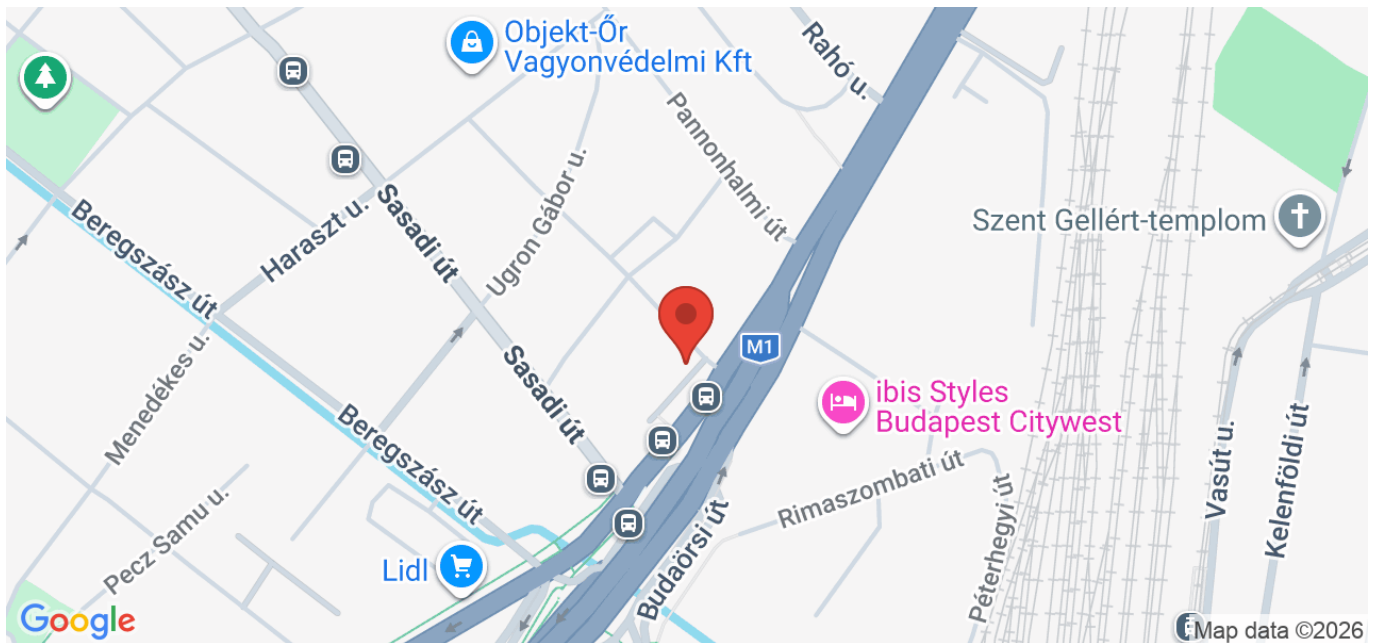 Objekt-Őr
Vagyonvédelmi Kft
Rahó u.
Pannonhalmi út
Ugron Gábor u.
Sasadi út
Haraszt u.
Beregszász út
Szent Gellért-templom
M1
Menedékes u.
Sasadi út
ibis Styles
Budapest Citywest
Beregszász út
Rimaszombati út
Vasút u.
Kelenföldi út
Pecz Samu u.
Lidl
Budaörsi út
Péterhegyi út
Google
Map data ©2026